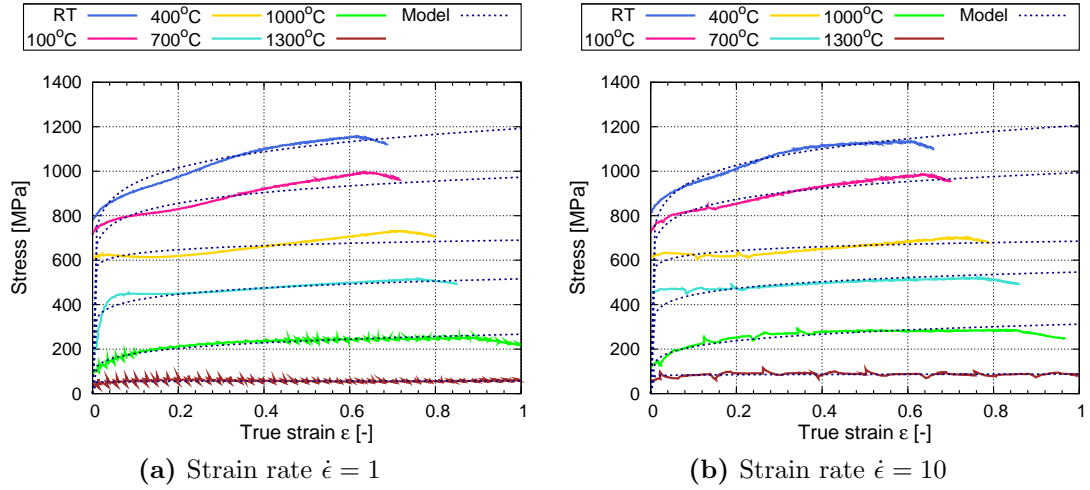 RT 400°C 1000°C Model
100°C 700°C 1300°C
1400
1200
1000
800
600
400
200
0
Stress [MPa]
0 0.2 0.4 0.6 0.8 1
True strain ε [-]
(a) Strain rate ϵ̇ = 1
RT 400°C 1000°C Model
100°C 700°C 1300°C
1400
1200
1000
800
600
400
200
0
Stress [MPa]
0 0.2 0.4 0.6 0.8 1
True strain ε [-]
(b) Strain rate ϵ̇ = 10